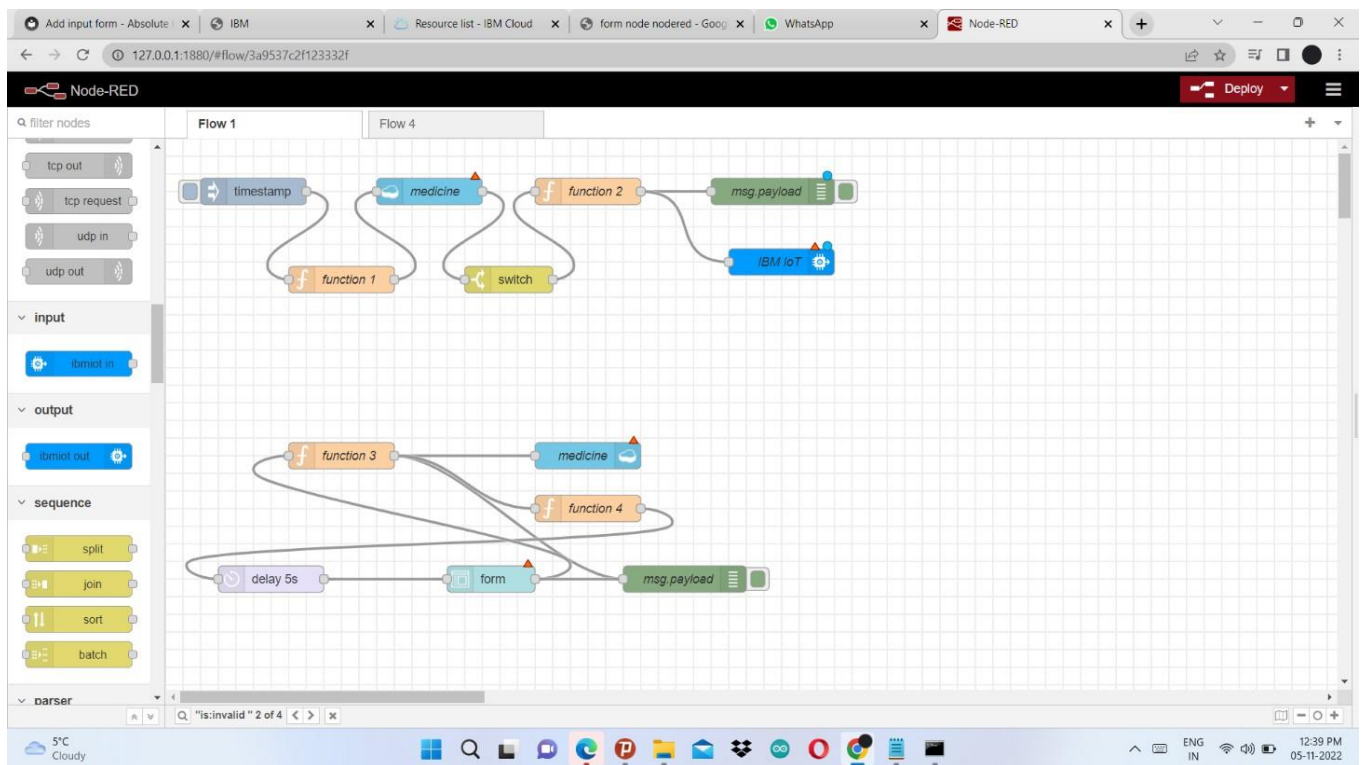 Add input form - Absolute
IBM
Resource list - IBM Cloud
form node nodered - Goog
WhatsApp
Node-RED
127.0.0.1:1880/#flow/3a9537c2f123332f
Node-RED
Deploy
filter nodes
Flow 1
Flow 4
tcp out
tcp request
udp in
udp out
input
ibmiot in
output
ibmiot out
sequence
split
join
sort
batch
parser
timestamp
medicine
function 2
msg.payload
function 1
switch
IBM IoT
function 3
medicine
function 4
delay 5s
form
msg.payload
"is:invalid " 2 of 4
5°C
Cloudy
ENG
IN
12:39 PM
05-11-2022